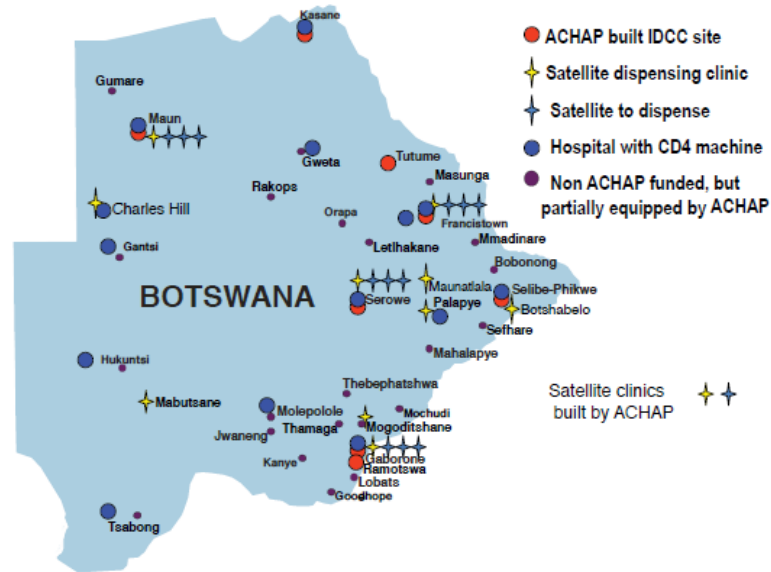 Kasane
Gumare
Maun
Gweta
Tutume
Masunga
Rakops
Charles Hill
Orapa
Francistown
Gantsi
Letlhakane
Mmadinare
Bobonong
BOTSWANA
Maunatlala
Serowe
Palapye
Selibe-Phikwe
Botshabelo
Sefhare
Mahalapye
Hukuntsi
Mabutsane
Thebephatshwa
Molepolole
Mochudi
Thamaga
Mogoditshane
Jwaneng
Kanye
Gaborone
Ramotswa
Lobats
Goodhope
Tsabong
ACHAP built IDCC site
Satellite dispensing clinic
Satellite to dispense
Hospital with CD4 machine
Non ACHAP funded, but
partially equipped by ACHAP
Satellite clinics
built by ACHAP